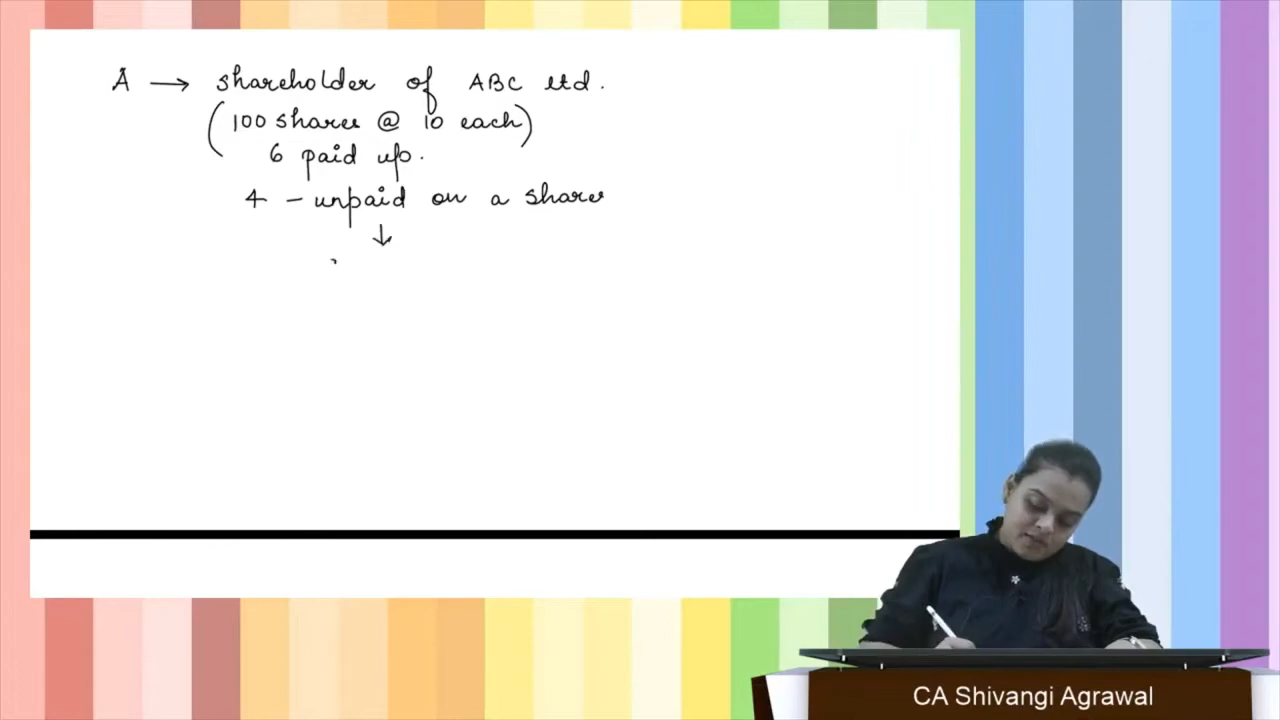 A → shareholder of ABC ltd.
(100 shares @ 10 each)
6 paid up.
4 - unpaid on a share
↓
CA Shivangi Agrawal